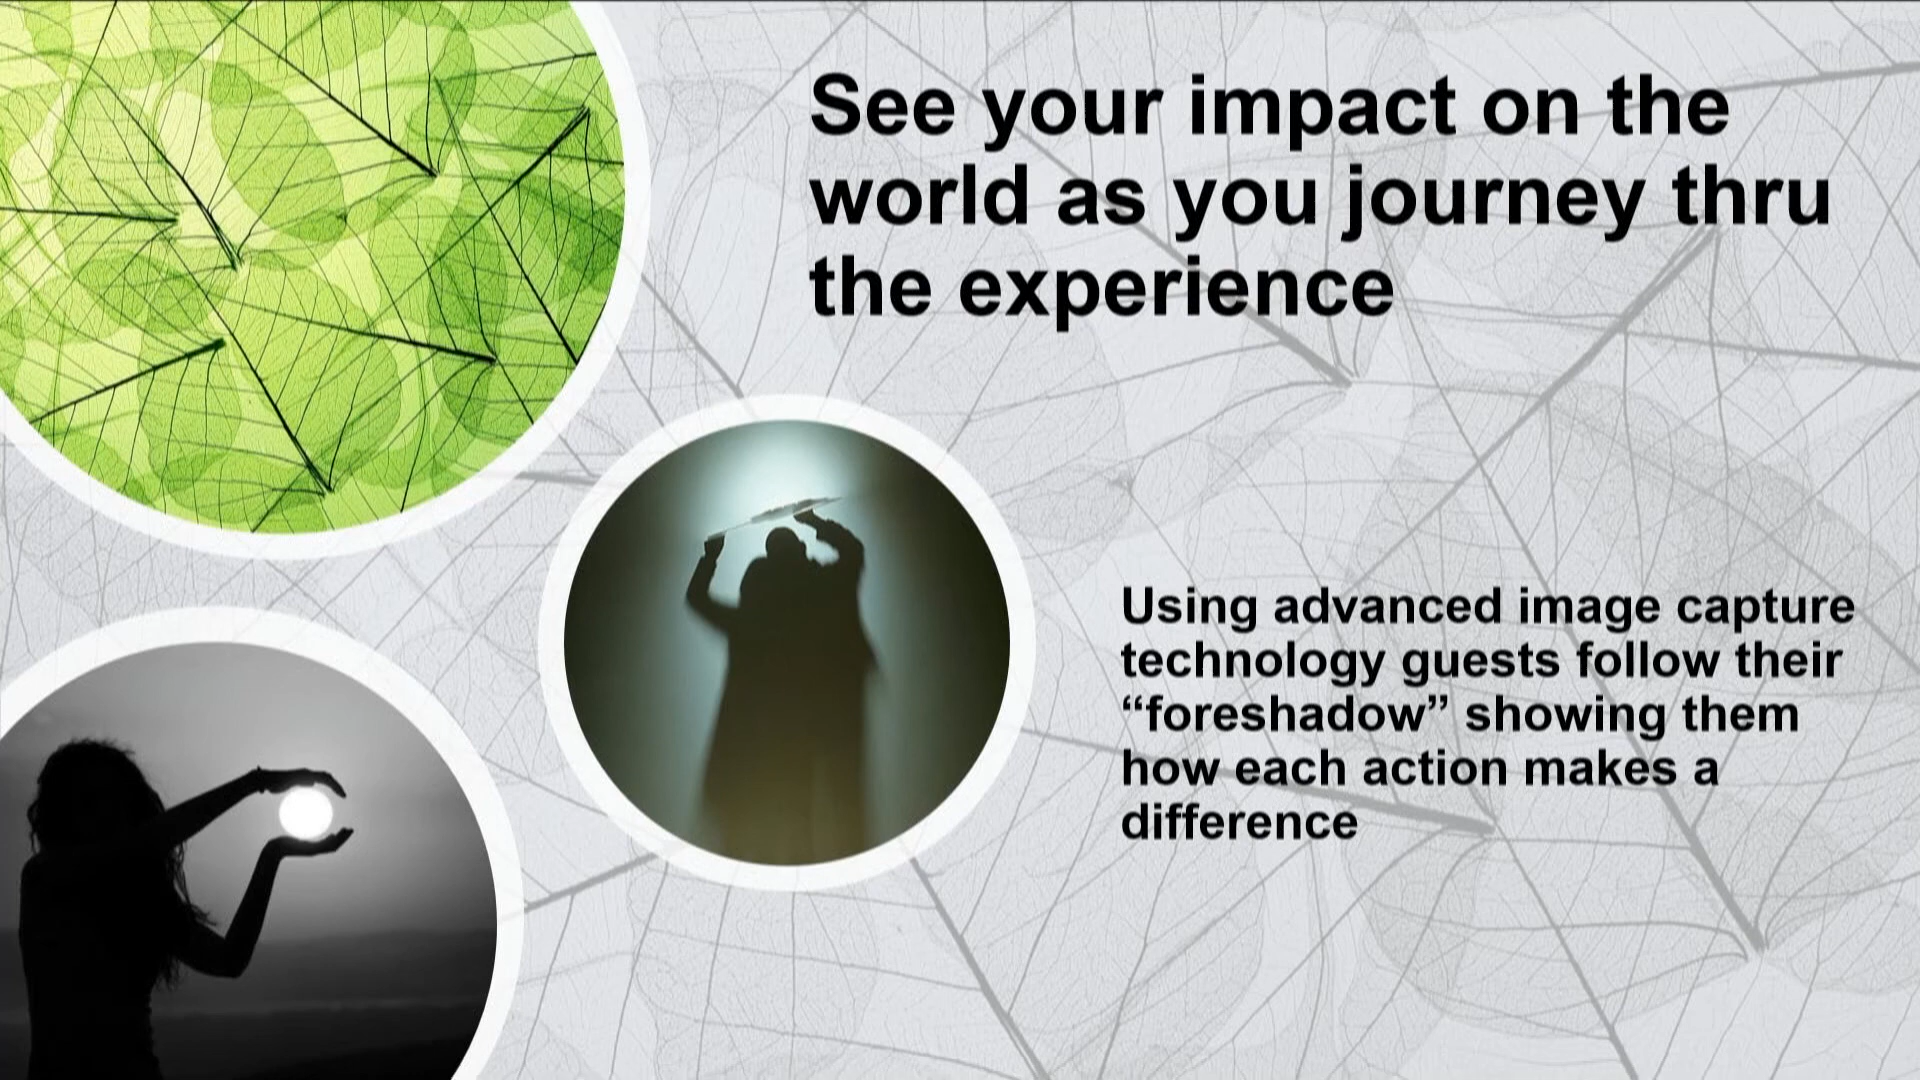 See your impact on the
world as you journey thru
the experience
Using advanced image capture
technology guests follow their
“foreshadow” showing them
how each action makes a
difference